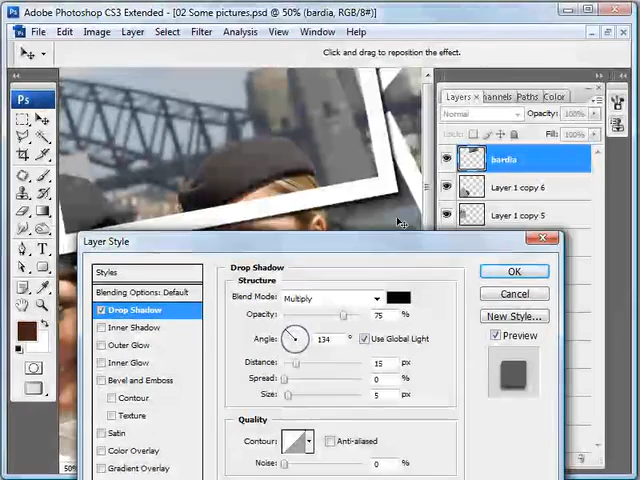 Adobe Photoshop CS3 Extended - [02 Some pictures.psd @ 50% (bardia, RGB/8#)]
File Edit Image Layer Select Filter Analysis View Window Help
Click and drag to reposition the effect.
Ps
Layers × Channels Paths Color
Normal Opacity: 100%
Lock: Fill: 100%
bardia
Layer 1 copy 6
Layer 1 copy 5
Layer Style
Styles
Blending Options: Default
Drop Shadow
Inner Shadow
Outer Glow
Inner Glow
Bevel and Emboss
Contour
Texture
Satin
Color Overlay
Gradient Overlay
Drop Shadow
Structure
Blend Mode: Multiply
Opacity: 75 %
Angle: 134 ° Use Global Light
Distance: 15 px
Spread: 0 %
Size: 5 px
Quality
Contour: Anti-aliased
Noise: 0 %
OK
Cancel
New Style...
Preview
50%